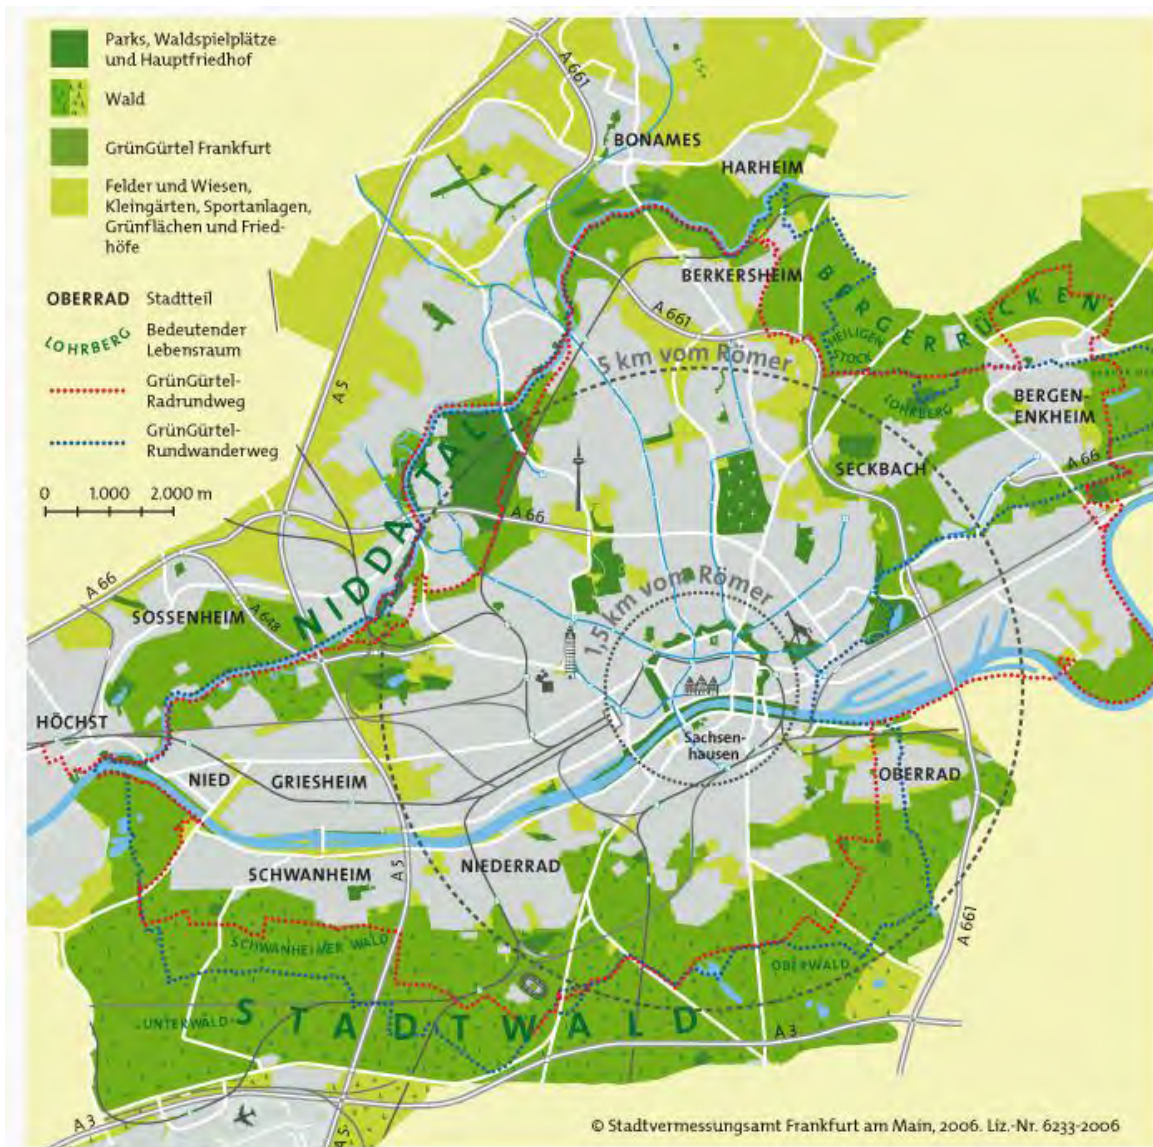 Parks, Waldspielplätze
und Hauptfriedhof
Wald
GrünGürtel Frankfurt
Felder und Wiesen,
Kleingärten, Sportanlagen,
Grünflächen und Fried-
höfe
OBERRAD Stadtteil
LOHRBERG Bedeutender
Lebensraum
GrünGürtel-
Radrundweg
GrünGürtel-
Rundwanderweg
0 1.000 2.000 m
A 661
BONAMES
HARHEIM
BERKERSHEIM
A 661
BERGERRÜCKEN
HEILIGEN
STOCK
A 5
5 km vom Römer
LOHRBERG
BERGEN-
ENKHEIM
SECKBACH
A 66
NIDDATAL
A 66
A 66
SOSSENHEIM
A 648
1,5 km vom Römer
HÖCHST
NIED
GRIESHEIM
Sachsen-
hausen
OBERRAD
SCHWANHEIM
A 5
NIEDERRAD
A 661
SCHWANHEIMER WALD
OBERWALD
UNTERWALD
STADTWALD
A 3
A 3
A 5
© Stadtvermessungsamt Frankfurt am Main, 2006. Liz.-Nr. 6233-2006